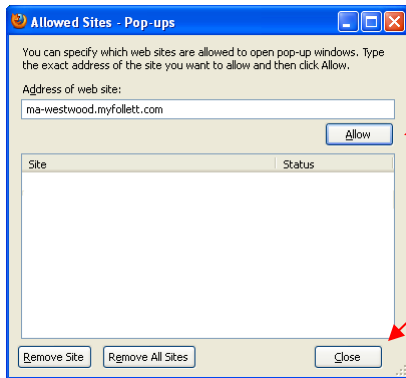 Allowed Sites - Pop-ups
You can specify which web sites are allowed to open pop-up windows. Type
the exact address of the site you want to allow and then click Allow.
Address of web site:
ma-westwood.myfollett.com
Allow
Site Status
Remove Site Remove All Sites Close